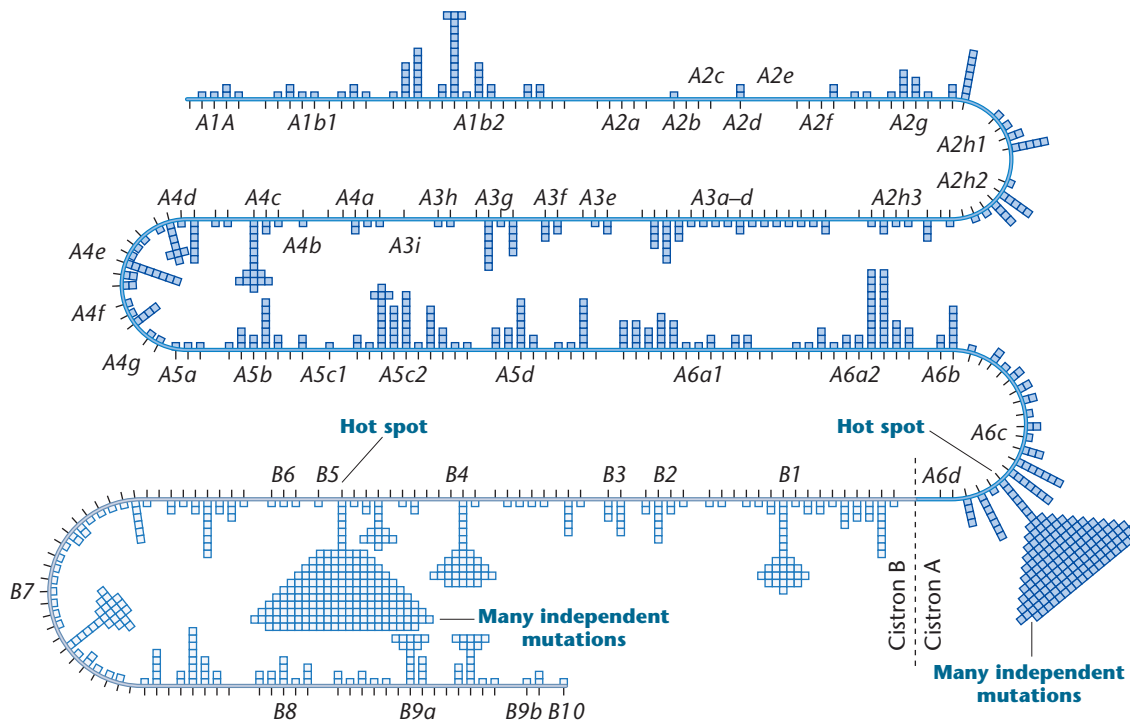 A2c A2e
A1A A1b1 A1b2 A2a A2b A2d A2f A2g
A2h1
A2h2
A4d A4c A4a A3h A3g A3f A3e A3a–d A2h3
A4e A4b A3i
A4f
A4g
A5a A5b A5c1 A5c2 A5d A6a1 A6a2 A6b
Hot spot Hot spot
A6c
B6 B5 B4 B3 B2 B1 A6d
Cistron B
Cistron A
B7
Many independent
mutations
Many independent
mutations
B8 B9a B9b B10